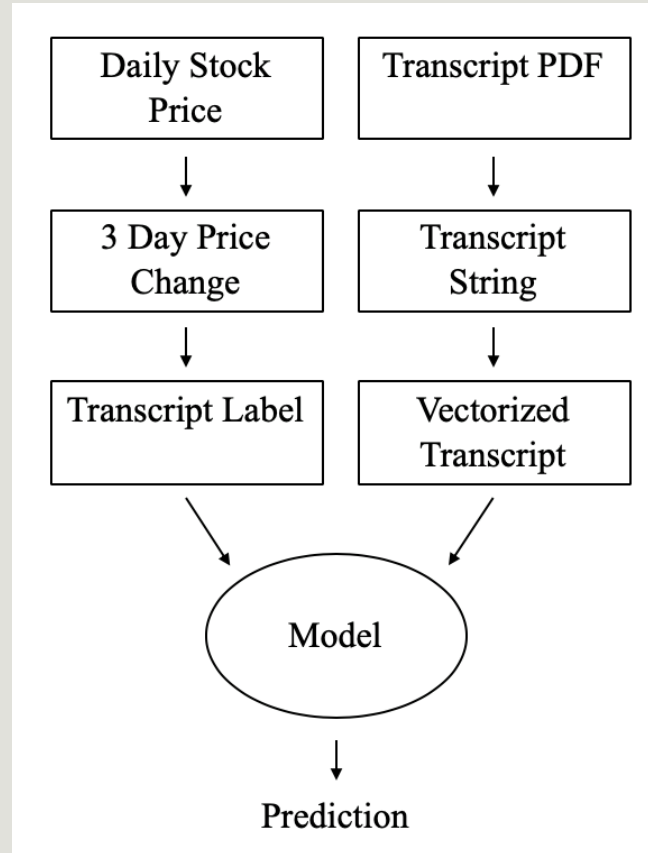 Daily Stock
Price
Transcript PDF
3 Day Price
Change
Transcript
String
Transcript Label
Vectorized
Transcript
Model
Prediction